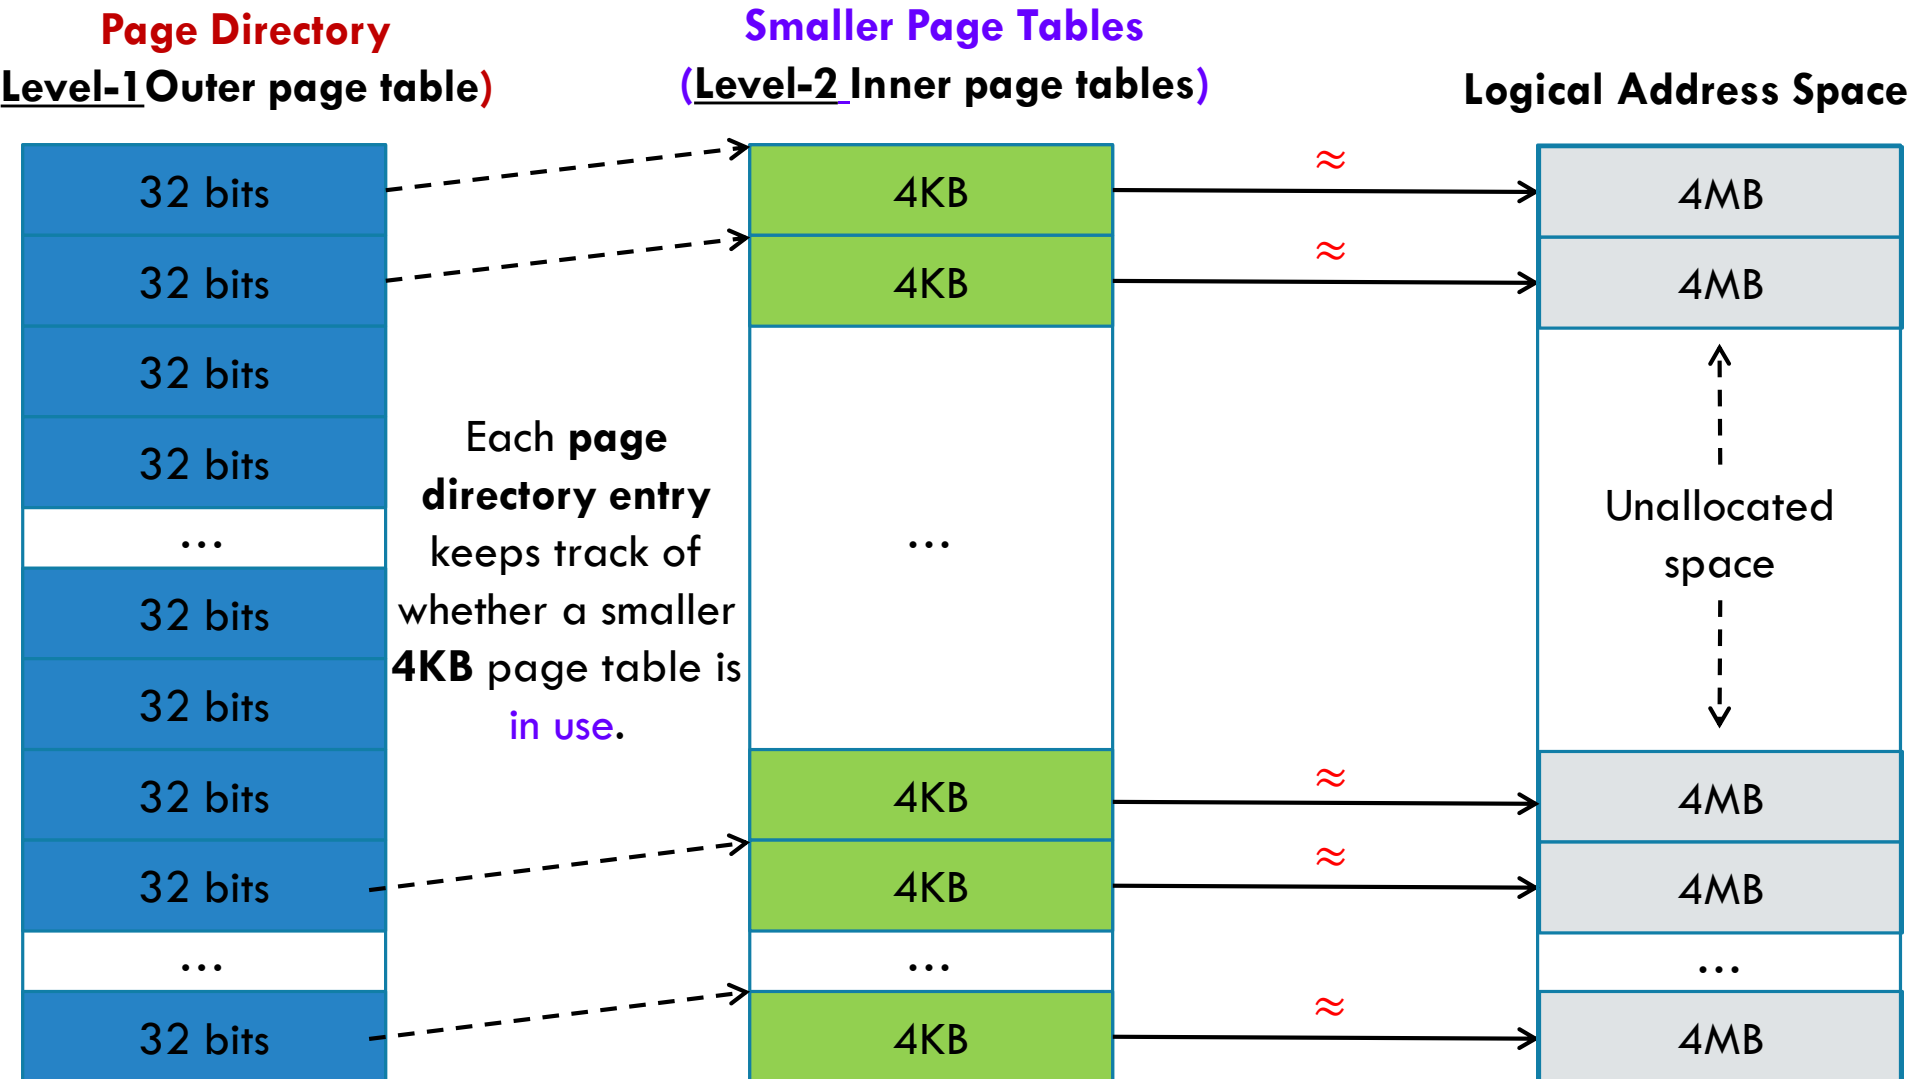 Page Directory
Level-1 Outer page table)
Smaller Page Tables
(Level-2 Inner page tables)
Logical Address Space
32 bits
32 bits
32 bits
32 bits
...
32 bits
32 bits
32 bits
32 bits
...
32 bits
Each page
directory entry
keeps track of
whether a smaller
4KB page table is
in use.
4KB
4KB
...
4KB
4KB
...
4KB
≈
≈
≈
≈
≈
4MB
4MB
Unallocated
space
4MB
4MB
...
4MB